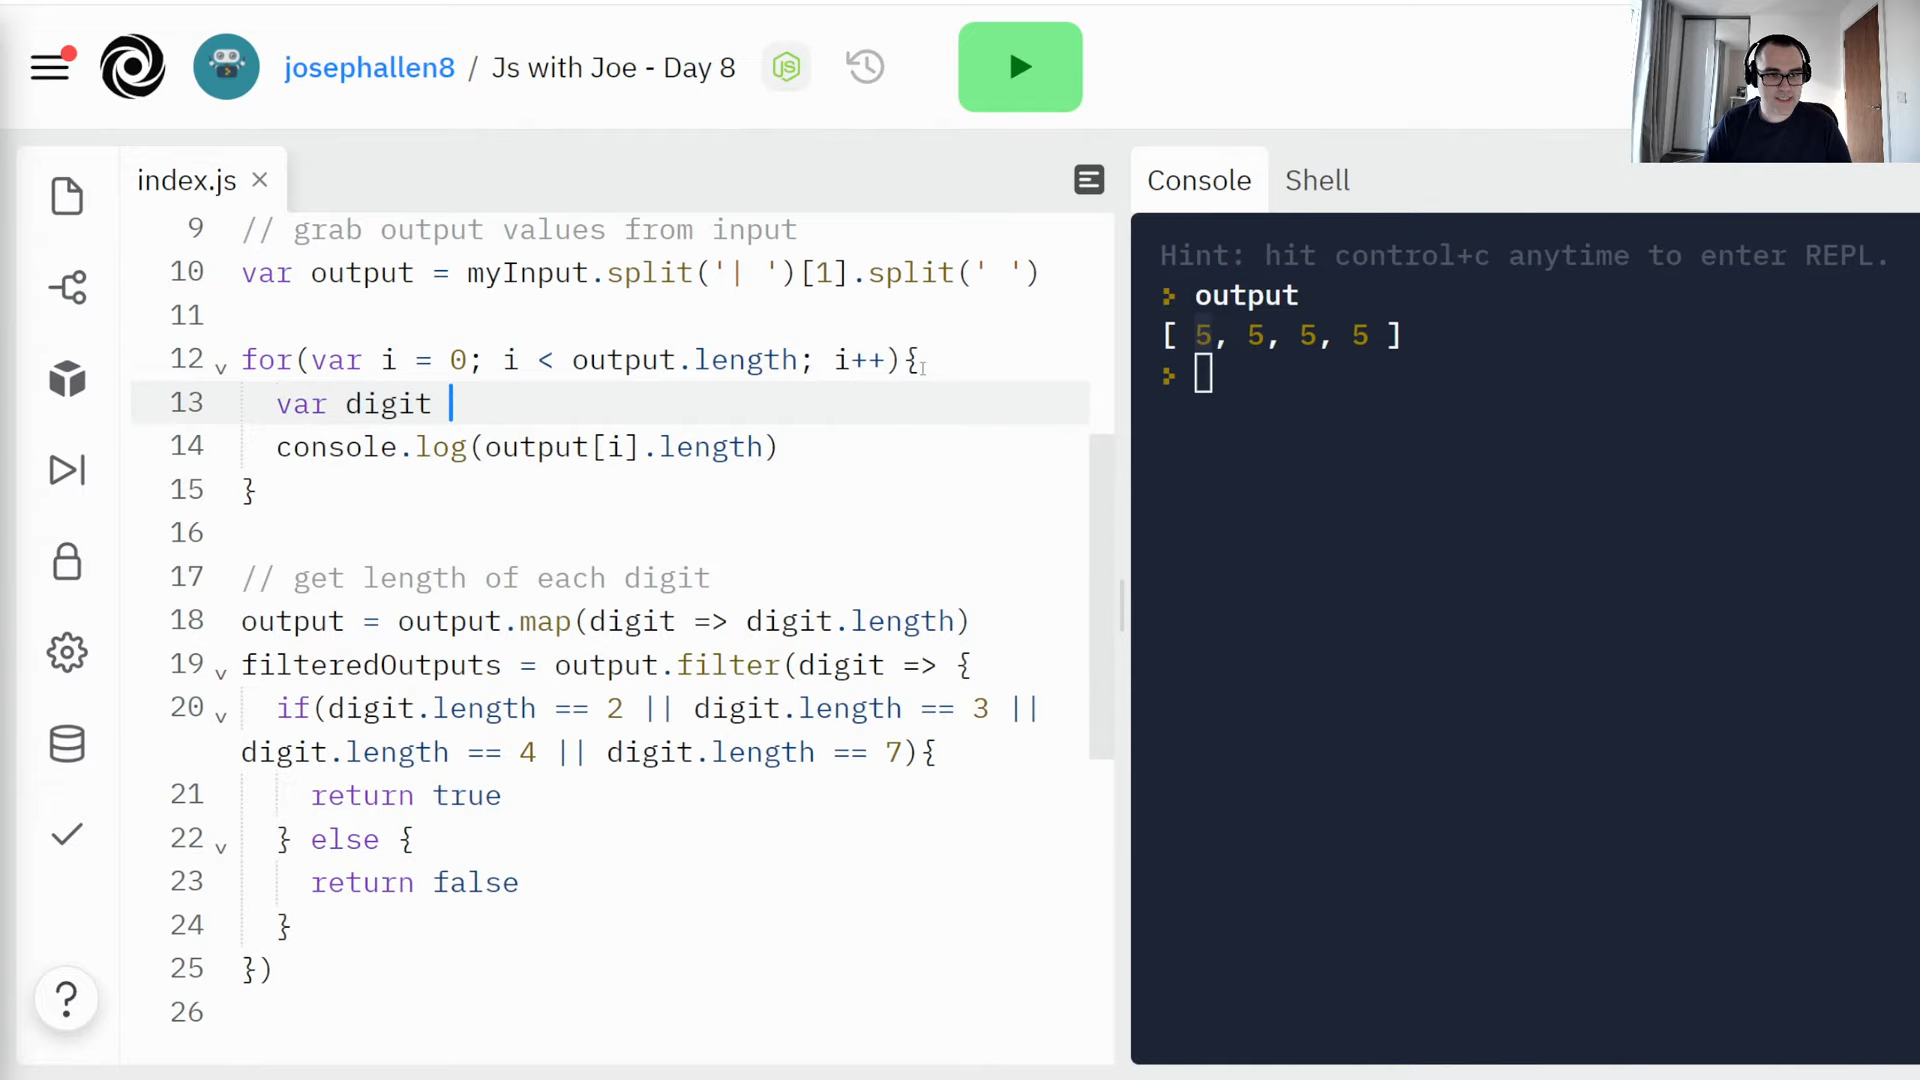 josephallen8 / Js with Joe - Day 8
index.js
Console
Shell
9 // grab output values from input
10 var output = myInput.split('| ')[1].split(' ')
11
12 for(var i = 0; i < output.length; i++){
13 var digit
14 console.log(output[i].length)
15 }
16
17 // get length of each digit
18 output = output.map(digit => digit.length)
19 filteredOutputs = output.filter(digit => {
20 if(digit.length == 2 || digit.length == 3 ||
digit.length == 4 || digit.length == 7){
21 return true
22 } else {
23 return false
24 }
25 })
26
Hint: hit control+c anytime to enter REPL.
> output
[ 5, 5, 5, 5 ]
>
?